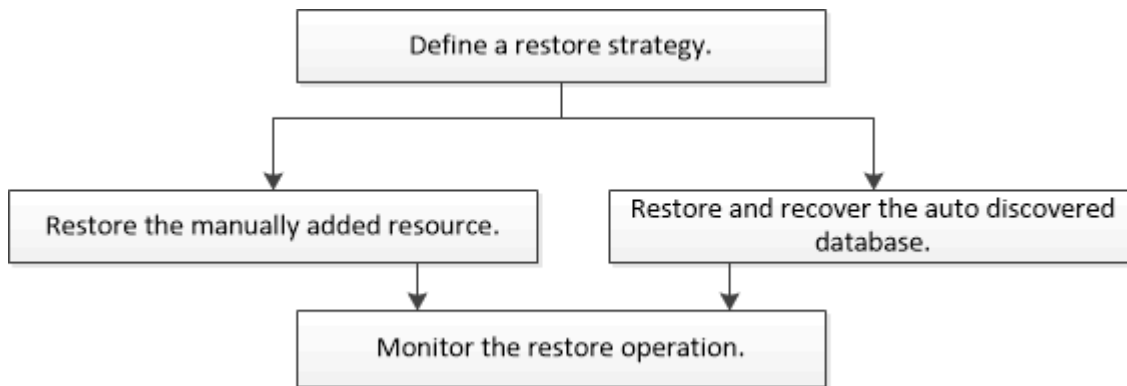 Define a restore strategy.
Restore the manually added resource.
Restore and recover the auto discovered
database.
Monitor the restore operation.